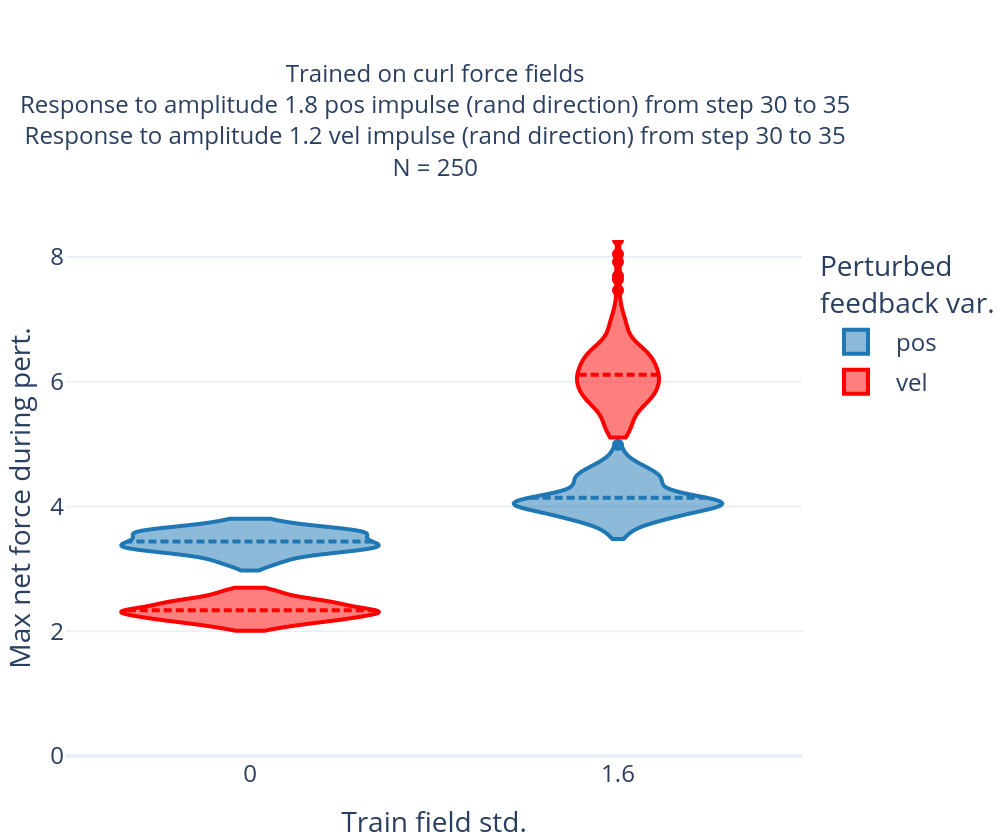 Trained on curl force fields
Response to amplitude 1.8 pos impulse (rand direction) from step 30 to 35
Response to amplitude 1.2 vel impulse (rand direction) from step 30 to 35
N = 250
Max net force during pert.
8
6
4
2
0
0
1.6
Train field std.
Perturbed
feedback var.
pos
vel